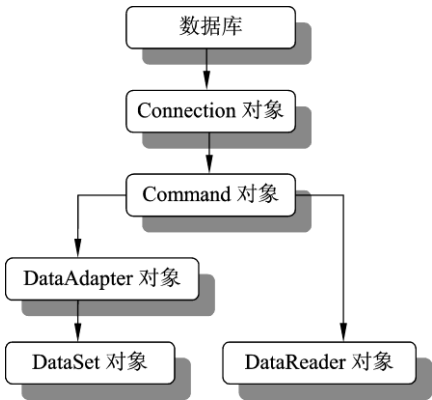 数据库
Connection 对象
Command 对象
DataAdapter 对象
DataSet 对象
DataReader 对象